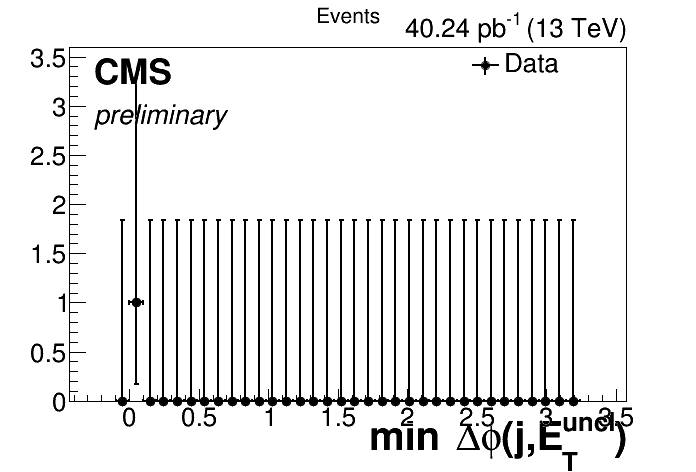 Events
40.24 pb-1 (13 TeV)
CMS
preliminary
Data
3.5
3
2.5
2
1.5
1
0.5
0
0 0.5 1 1.5 2 2.5 3 3.5
min Δϕ(j,E_T^uncl)